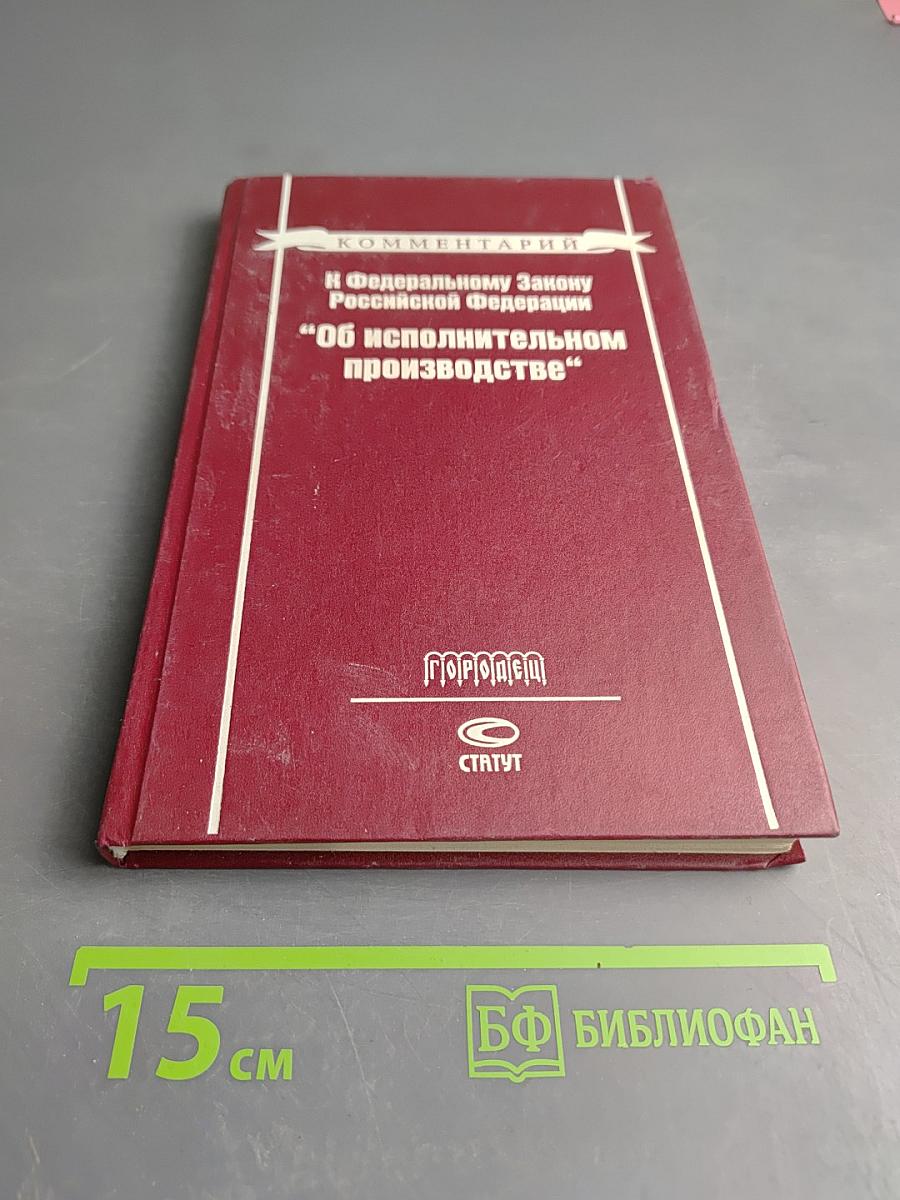 КОММЕНТАРИЙ
К Федеральному Закону
Российской Федерации
“Об исполнительном
производстве“
ГОРОДЕЦ
СТАТУТ
15 см
БФ БИБЛИОФАН